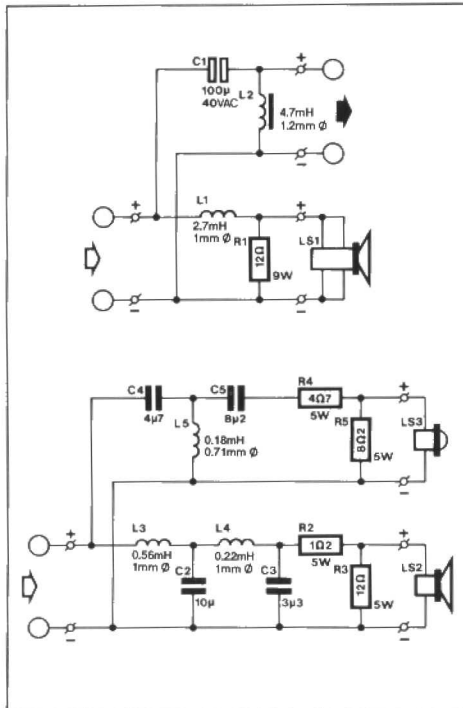 C1
100µ
40VAC
+
L2
4.7mH
1.2mm Ø
−
+
L1
2.7mH
1mm Ø
R1
12Ω
9W
+
LS1
−
−
C4
4µ7
C5
8µ2
R4
4Ω7
5W
+
L5
0.18mH
0.71mm Ø
R5
8Ω2
5W
LS3
−
+
L3
0.56mH
1mm Ø
C2
10µ
L4
0.22mH
1mm Ø
C3
3µ3
R2
1Ω2
5W
R3
12Ω
5W
+
LS2
−
−